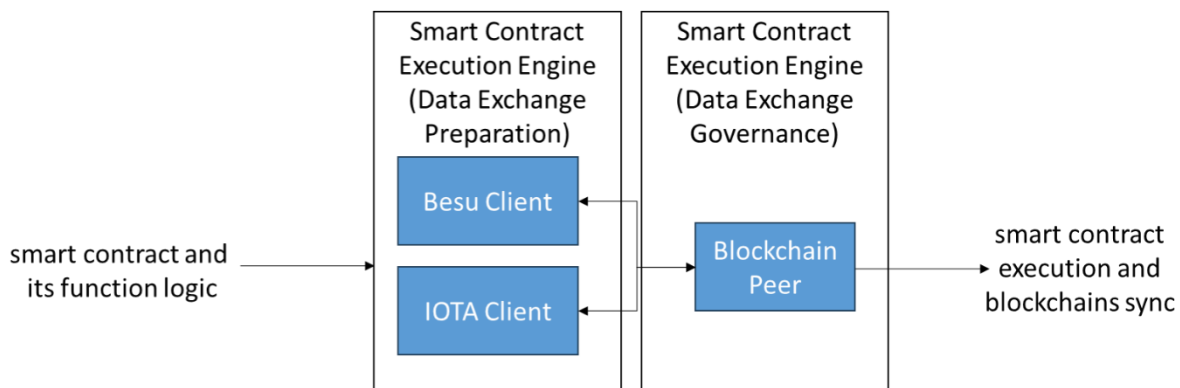 smart contract and
its function logic
Smart Contract
Execution Engine
(Data Exchange
Preparation)
Besu Client
IOTA Client
Smart Contract
Execution Engine
(Data Exchange
Governance)
Blockchain
Peer
smart contract
execution and
blockchains sync